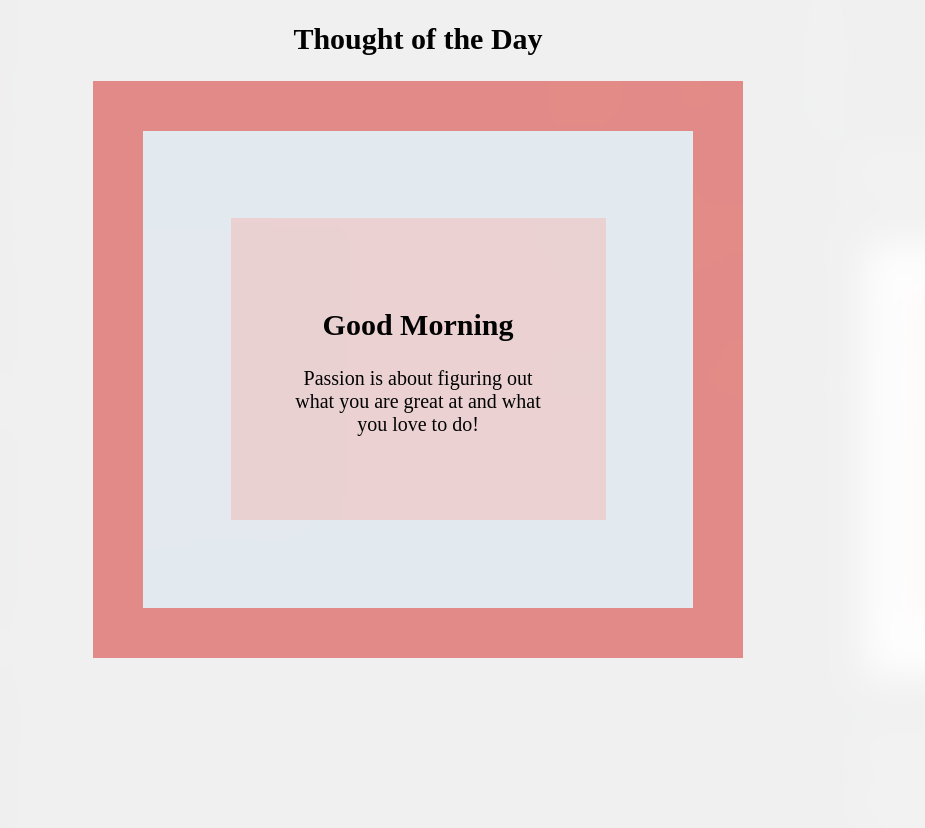 Thought of the Day
Good Morning
Passion is about figuring out
what you are great at and what
you love to do!